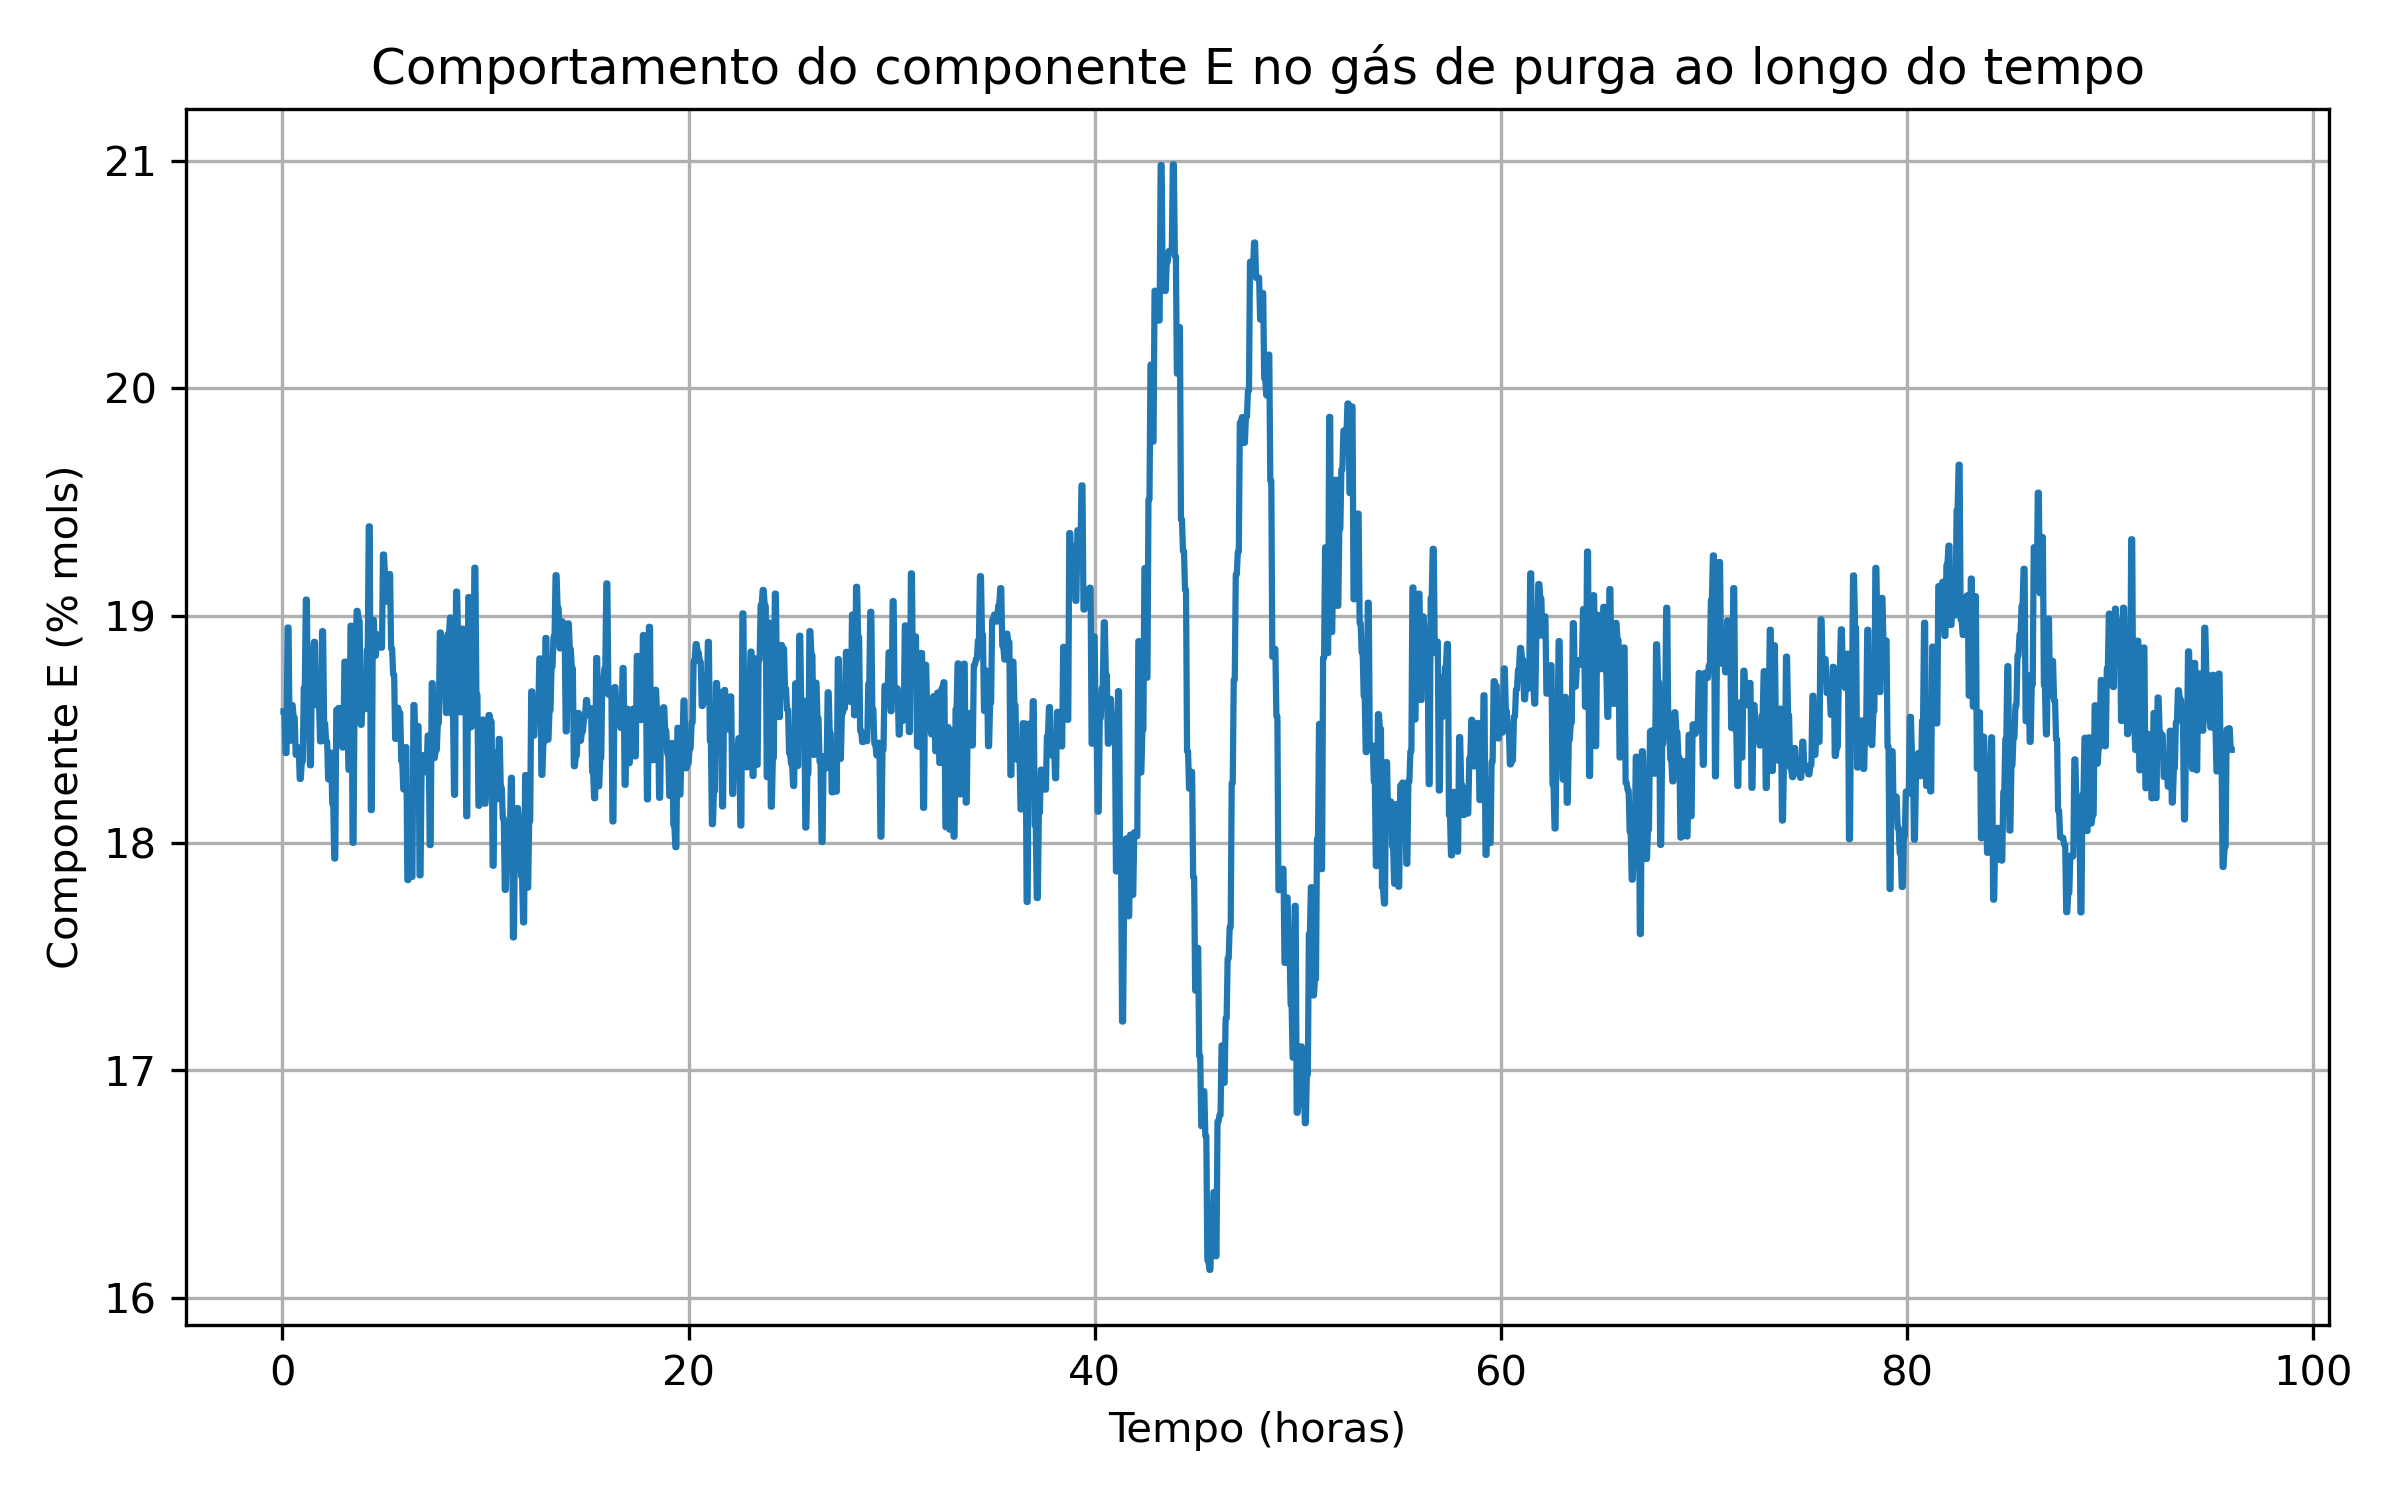 Comportamento do componente E no gás de purga ao longo do tempo
21
20
19
18
17
16
Componente E (% mols)
0 20 40 60 80 100
Tempo (horas)